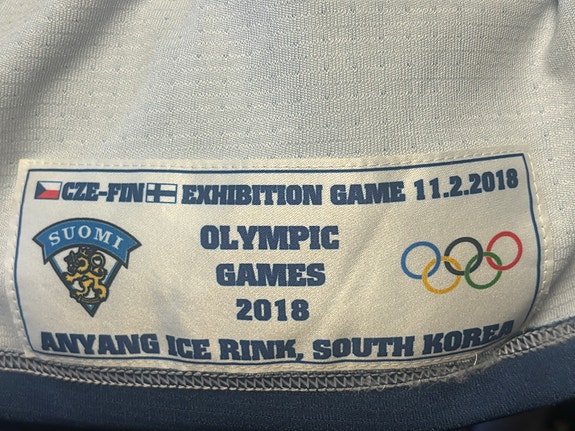 CZE-FIN EXHIBITION GAME 11.2.2018
SUOMI
OLYMPIC
GAMES
2018
ANYANG ICE RINK, SOUTH KOREA